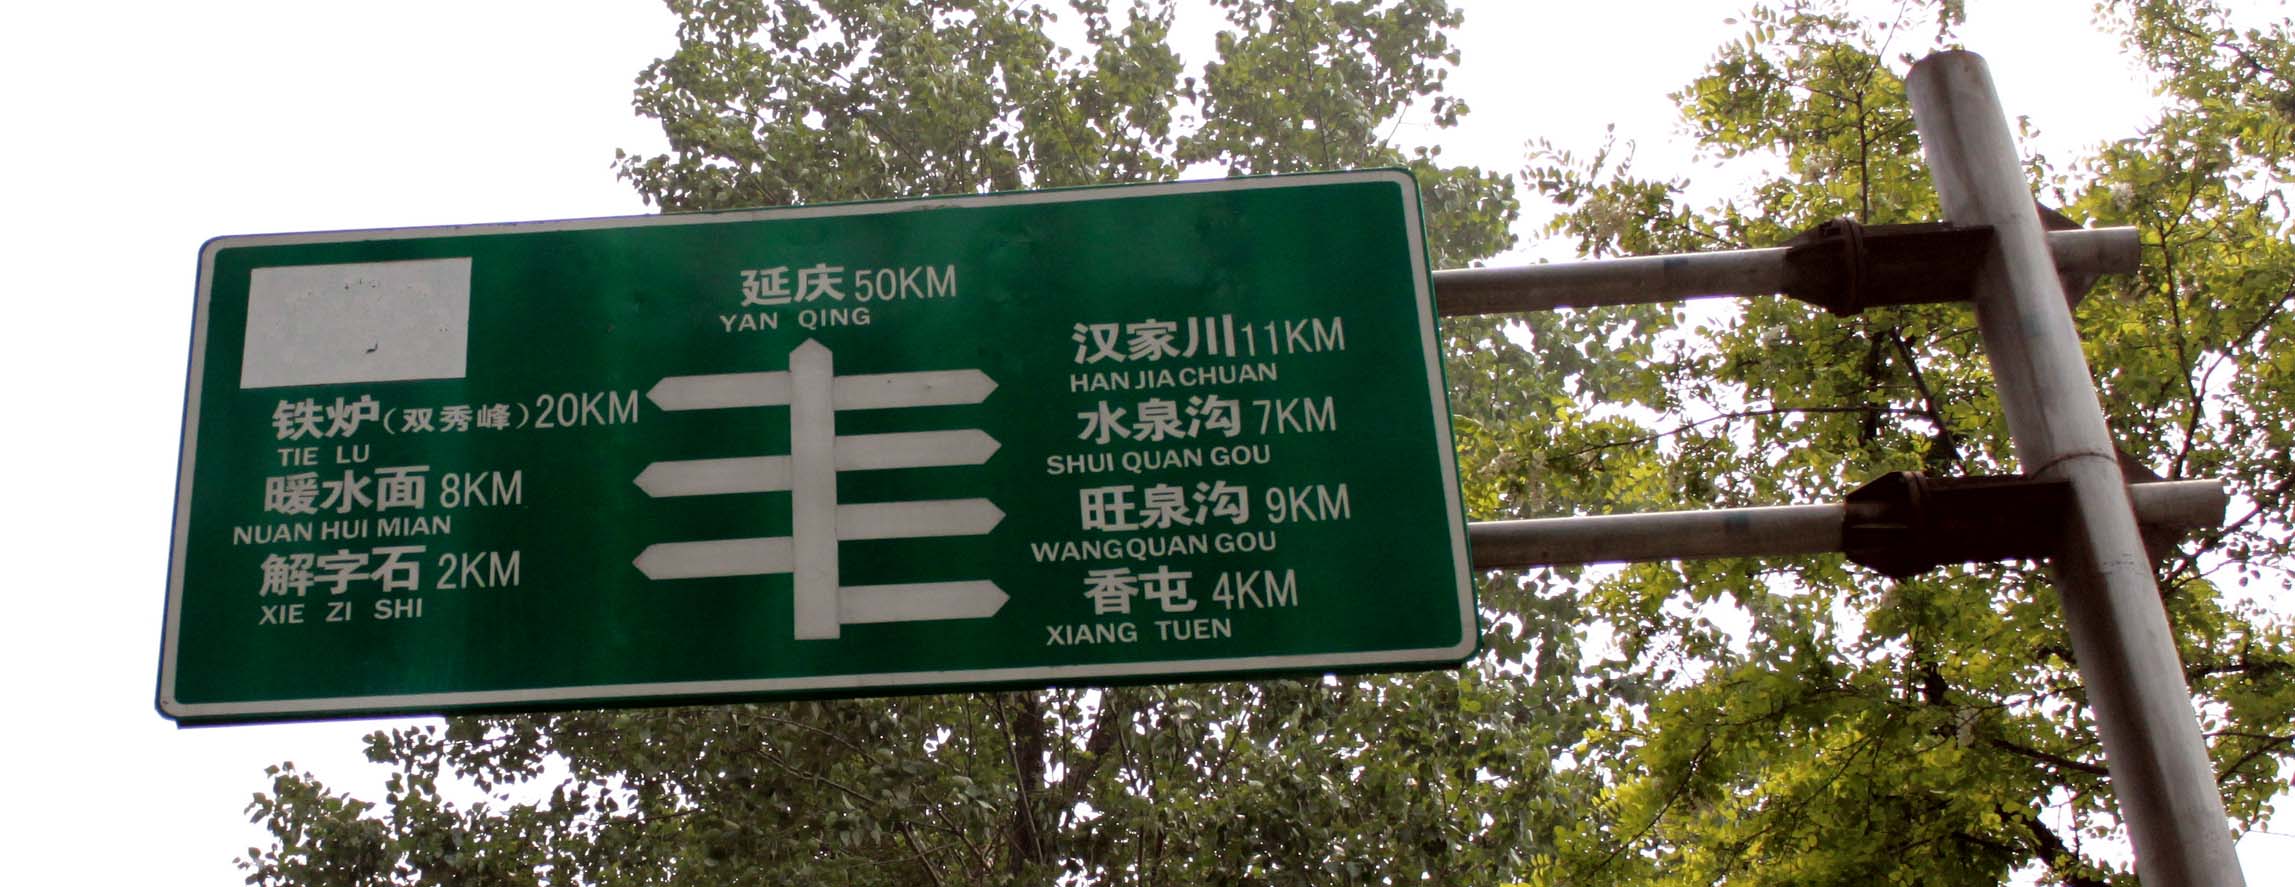 延庆 50KM
YAN QING
铁炉（双秀峰）20KM
TIE LU
暖水面 8KM
NUAN HUI MIAN
解字石 2KM
XIE ZI SHI
汉家川 11KM
HAN JIA CHUAN
水泉沟 7KM
SHUI QUAN GOU
旺泉沟 9KM
WANG QUAN GOU
香屯 4KM
XIANG TUEN